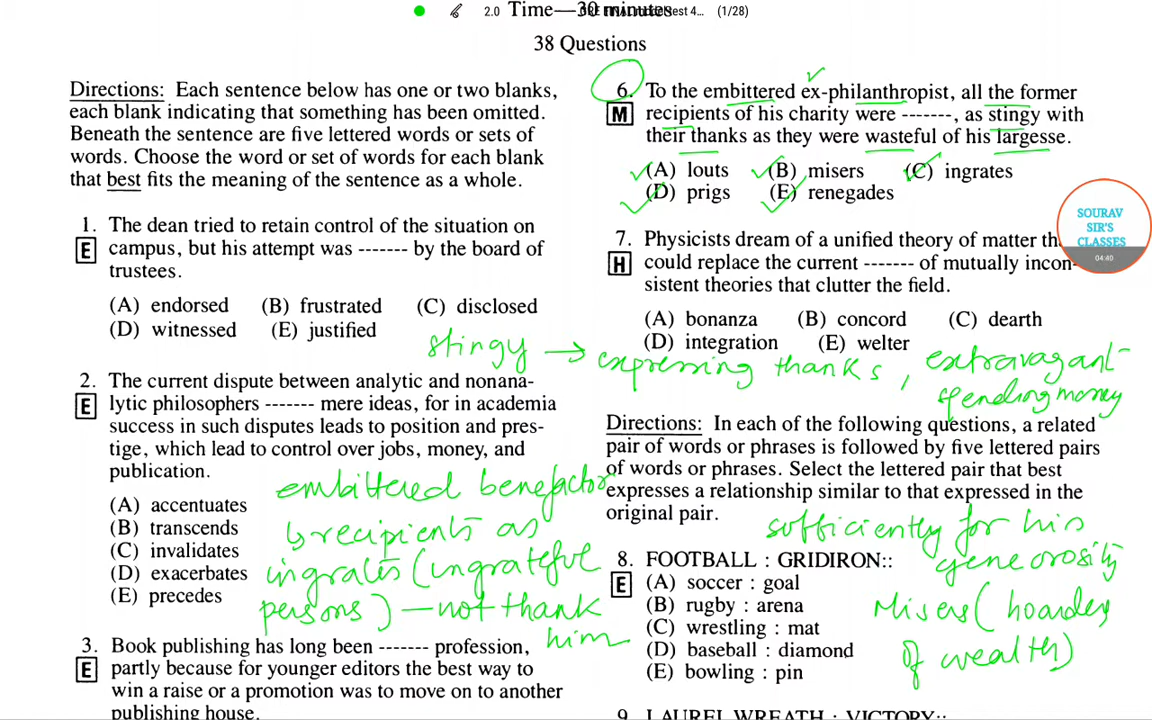 2.0 Time—30 minutes (1/28)
38 Questions
Directions: Each sentence below has one or two blanks,
each blank indicating that something has been omitted.
Beneath the sentence are five lettered words or sets of
words. Choose the word or set of words for each blank
that best fits the meaning of the sentence as a whole.
1. The dean tried to retain control of the situation on
E campus, but his attempt was ------- by the board of
trustees.
(A) endorsed (B) frustrated (C) disclosed
(D) witnessed (E) justified
2. The current dispute between analytic and nonana-
E lytic philosophers ------- mere ideas, for in academia
success in such disputes leads to position and pres-
tige, which lead to control over jobs, money, and
publication.
(A) accentuates
(B) transcends
(C) invalidates
(D) exacerbates
(E) precedes
embittered benefactor
recipients as
ingrates (ungrateful
persons) — not thank
him
3. Book publishing has long been ------- profession,
E partly because for younger editors the best way to
win a raise or a promotion was to move on to another
publishing house.
6. To the embittered ex-philanthropist, all the former
M recipients of his charity were -------, as stingy with
their thanks as they were wasteful of his largesse.
(A) louts (B) misers (C) ingrates
(D) prigs (E) renegades
SOURAV
SIR'S
CLASSES
04:40
7. Physicists dream of a unified theory of matter th
H could replace the current ------- of mutually incon-
sistent theories that clutter the field.
(A) bonanza (B) concord (C) dearth
(D) integration (E) welter
stingy → expressing thanks, extravagant
spending money
Directions: In each of the following questions, a related
pair of words or phrases is followed by five lettered pairs
of words or phrases. Select the lettered pair that best
expresses a relationship similar to that expressed in the
original pair.
sufficiently for his
generosity
Misers (hoarders
of wealth)
8. FOOTBALL : GRIDIRON::
E (A) soccer : goal
(B) rugby : arena
(C) wrestling : mat
(D) baseball : diamond
(E) bowling : pin
9. LAUREL WREATH : VICTORY::